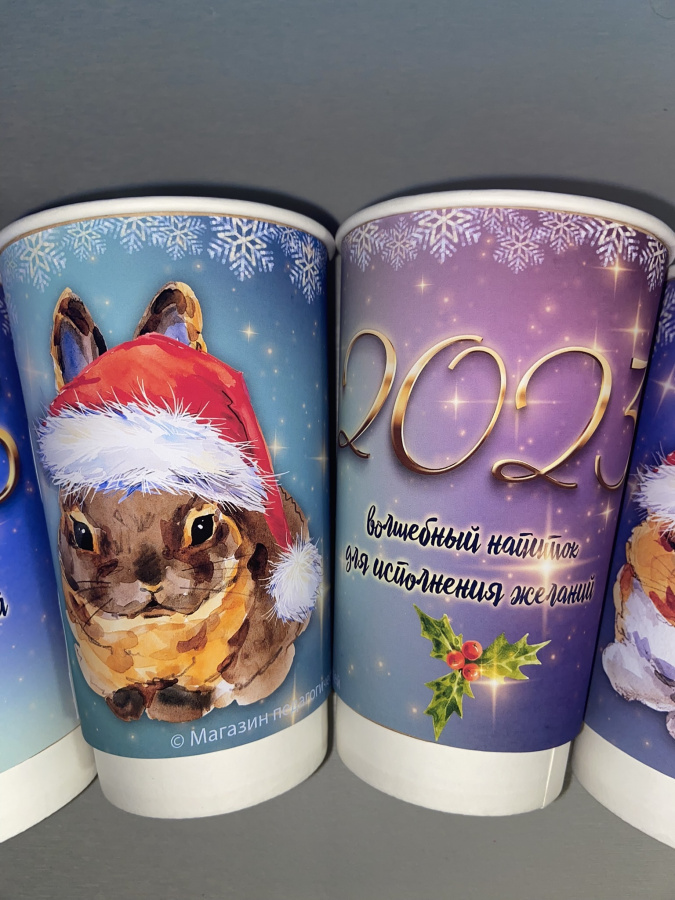 © Магазин
2023
волшебный напиток
для исполнения желаний